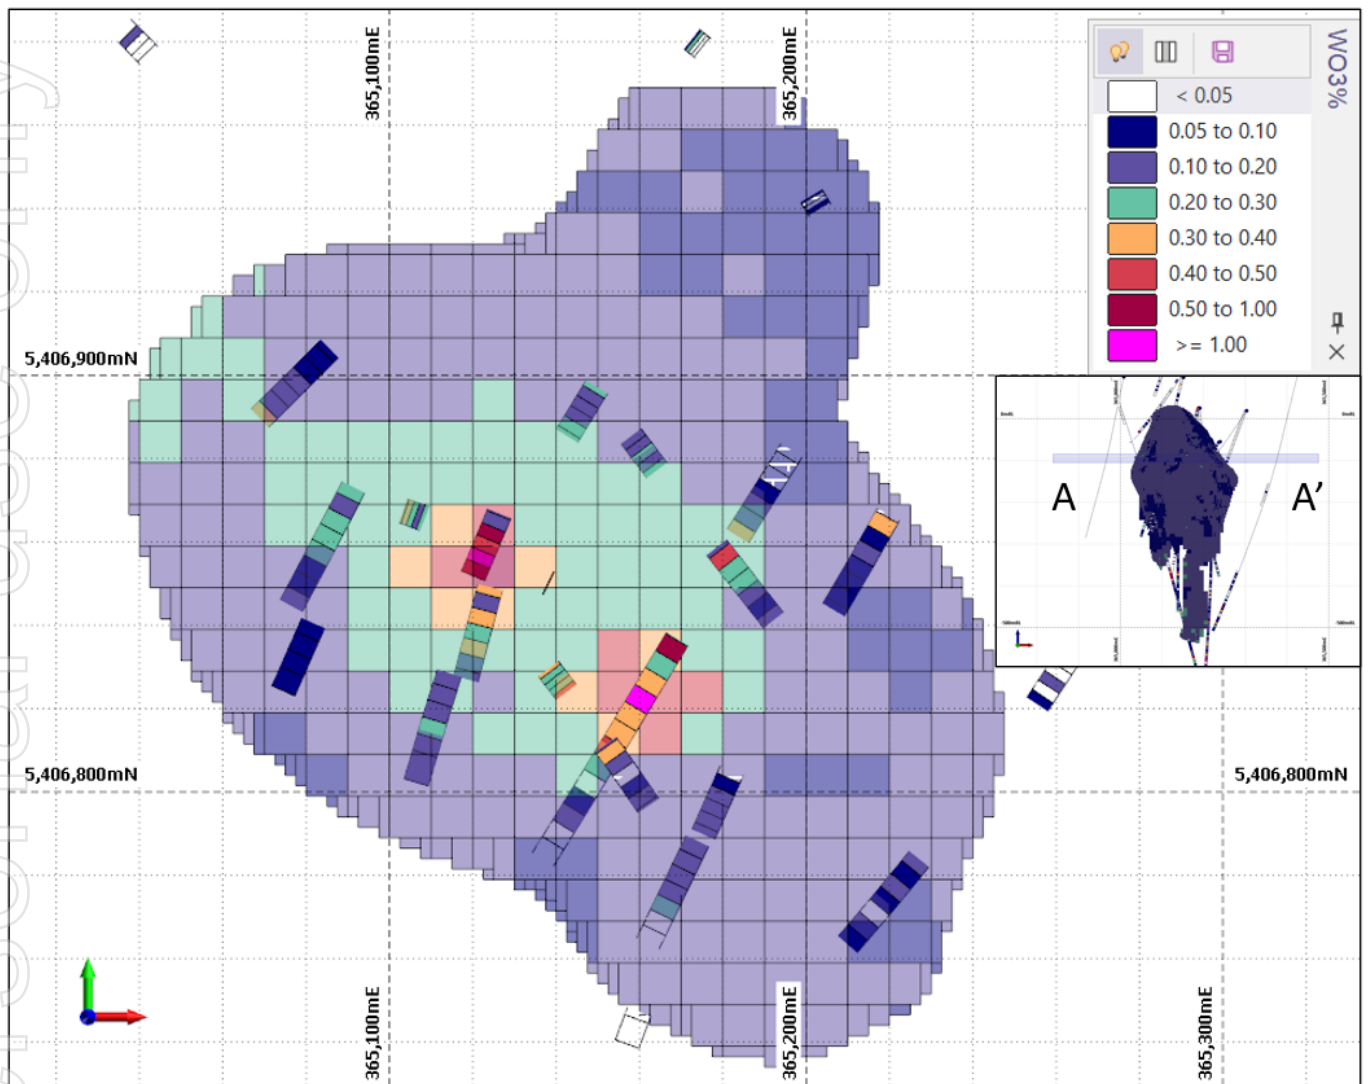 365,100mE
365,200mE
WO3%
< 0.05
0.05 to 0.10
0.10 to 0.20
0.20 to 0.30
0.30 to 0.40
0.40 to 0.50
0.50 to 1.00
>= 1.00
5,406,900mN
A
A’
5,406,800mN
5,406,800mN
365,100mE
365,200mE
365,300mE